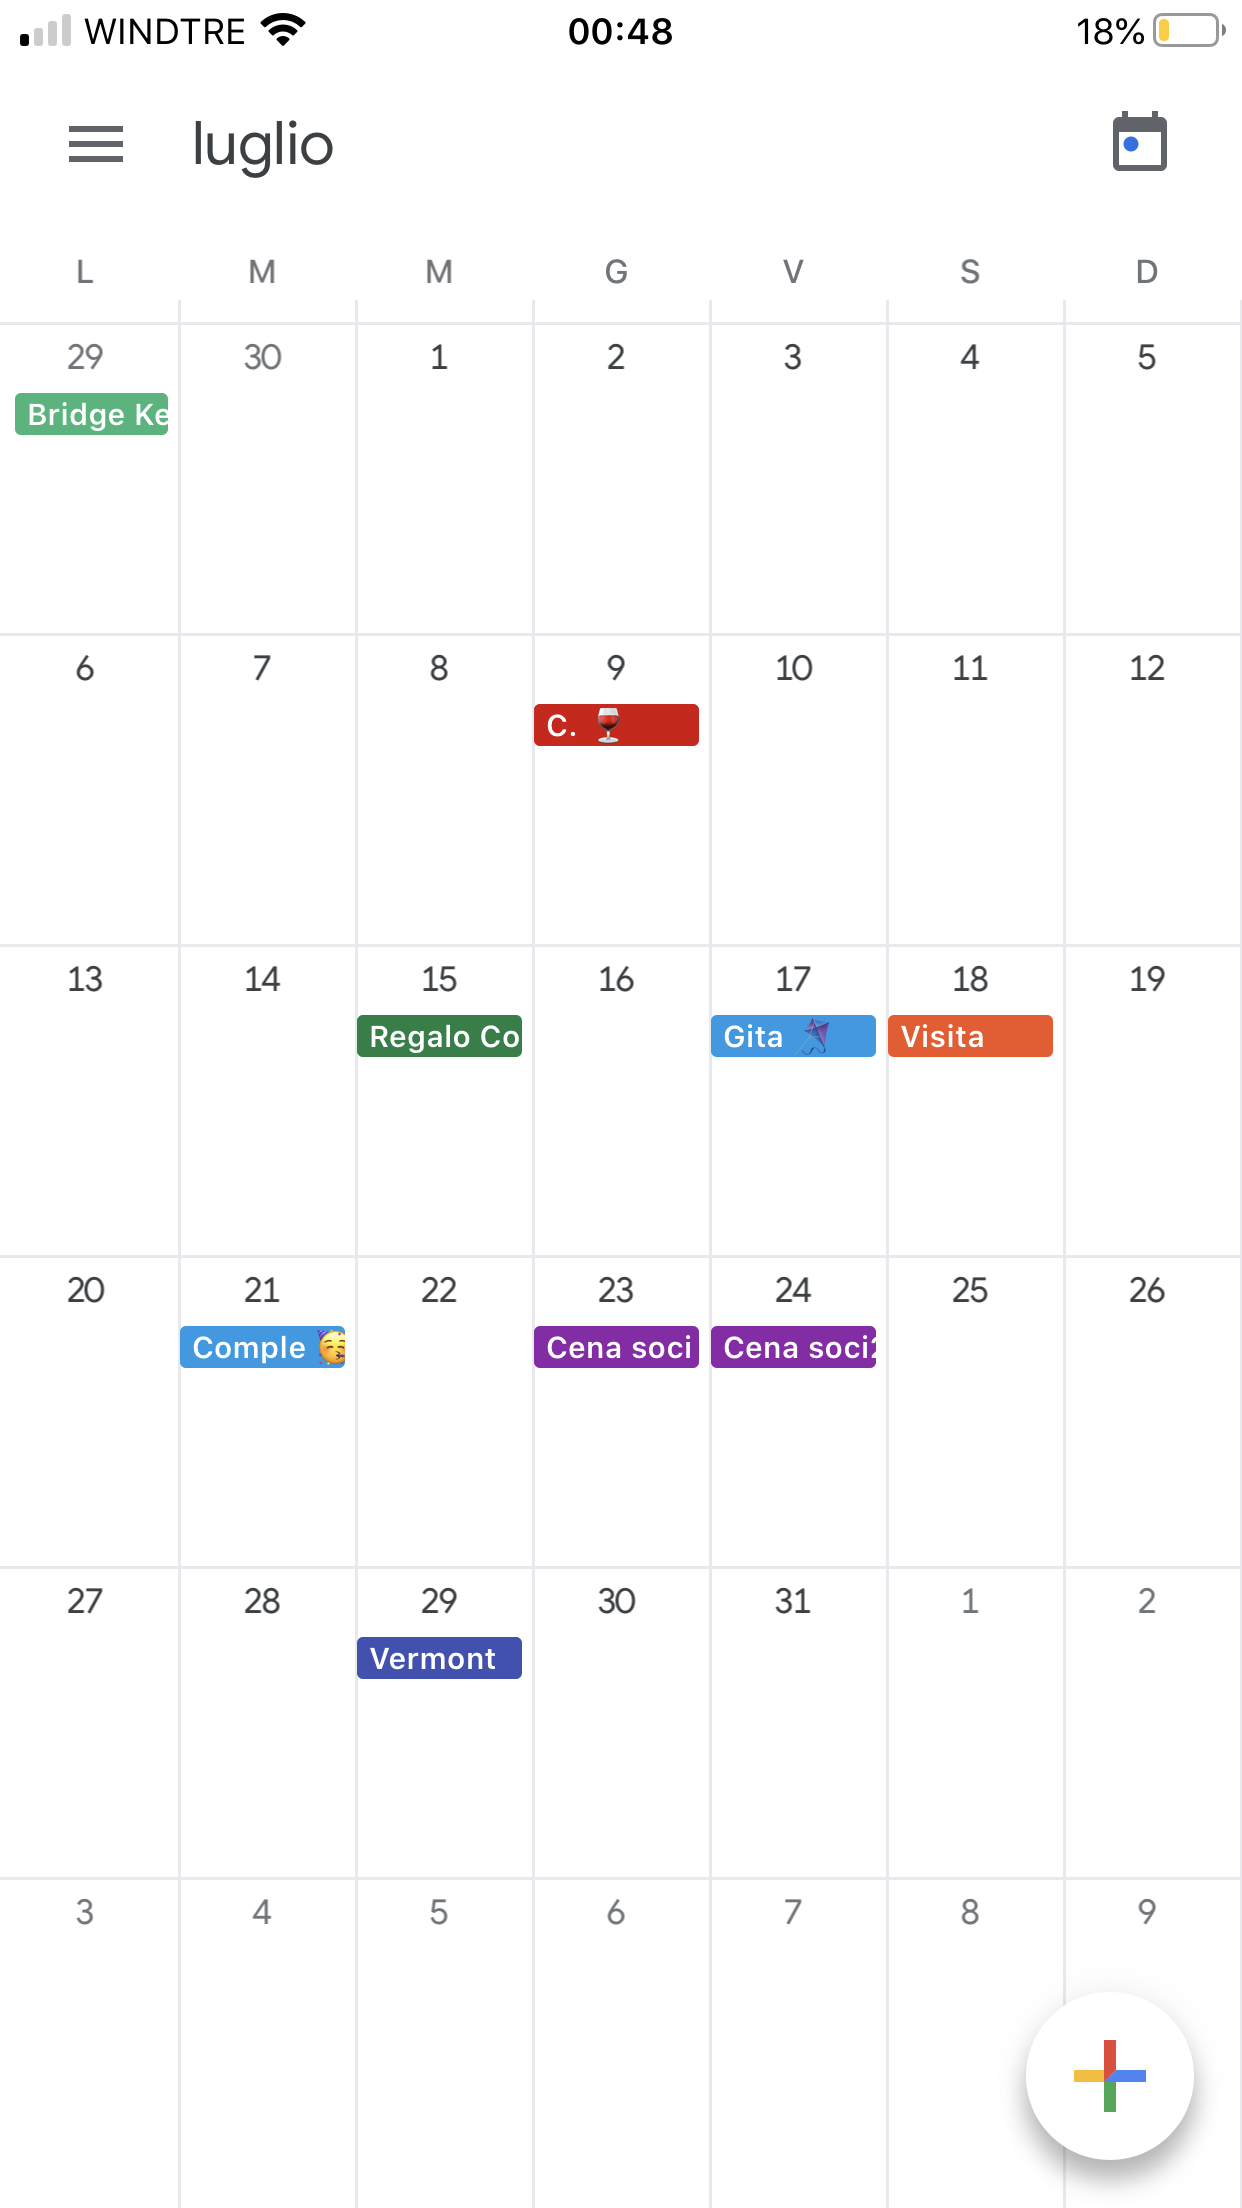 WINDTRE 00:48 18%
luglio
L M M G V S D
29 30 1 2 3 4 5
Bridge Ke
6 7 8 9 10 11 12
C. 🍷
13 14 15 16 17 18 19
Regalo Co Gita 🪁 Visita
20 21 22 23 24 25 26
Comple 🥳 Cena soci Cena soci2
27 28 29 30 31 1 2
Vermont
3 4 5 6 7 8 9